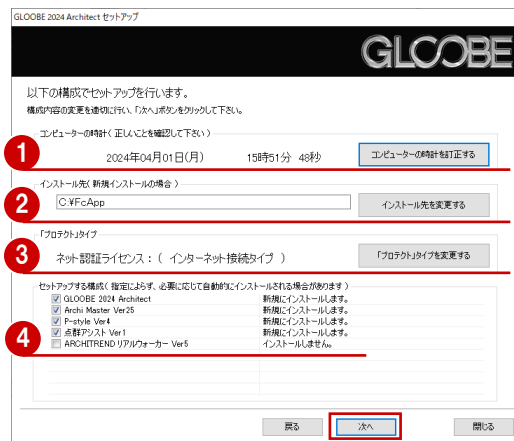 GLOOBE 2024 Architect セットアップ
GLOOBE
以下の構成でセットアップを行います。
構成内容の変更を適切に行い、「次へ」ボタンをクリックして下さい。
コンピューターの時計（ 正しいことを確認して下さい ）
1
2024年04月01日(月) 15時51分 48秒
コンピューターの時計を訂正する
インストール先（ 新規インストールの場合 ）
2
C:¥FcApp
インストール先を変更する
「プロテクト」タイプ
3
ネット認証ライセンス：（ インターネット接続タイプ ）
「プロテクト」タイプを変更する
セットアップする構成（ 指定によらず、必要に応じて自動的にインストールされる場合があります ）
GLOOBE 2024 Architect 新規にインストールします。
Archi Master Ver25 新規にインストールします。
P-style Ver4 新規にインストールします。
4
点群アシスト Ver1 新規にインストールします。
ARCHITREND リアルウォーカー Ver5 インストールしません。
戻る 次へ 閉じる